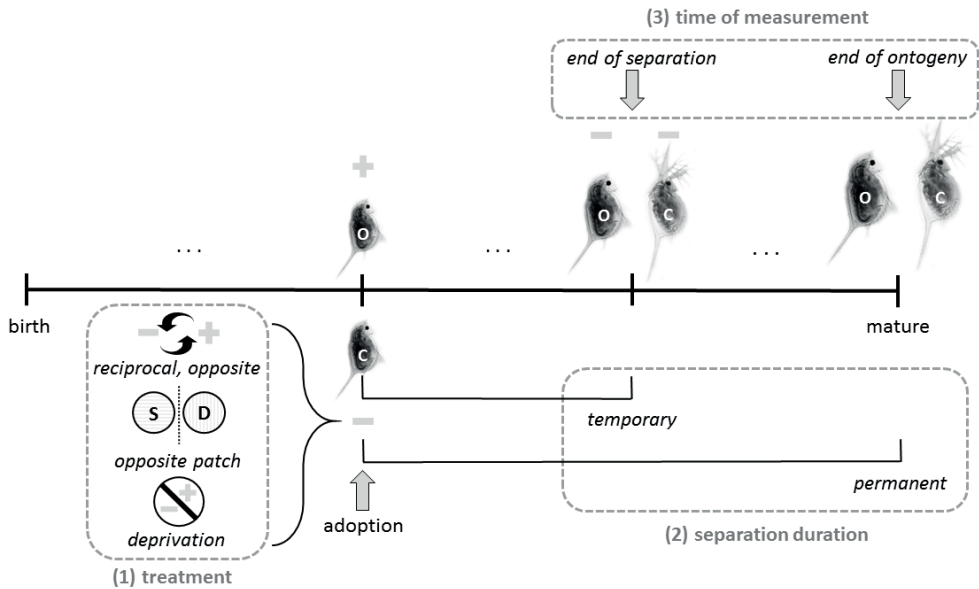 (3) time of measurement
end of separation
end of ontogeny
O
O
C
O
C
...
...
...
birth
mature
C
reciprocal, opposite
S
D
temporary
opposite patch
permanent
adoption
deprivation
(2) separation duration
(1) treatment